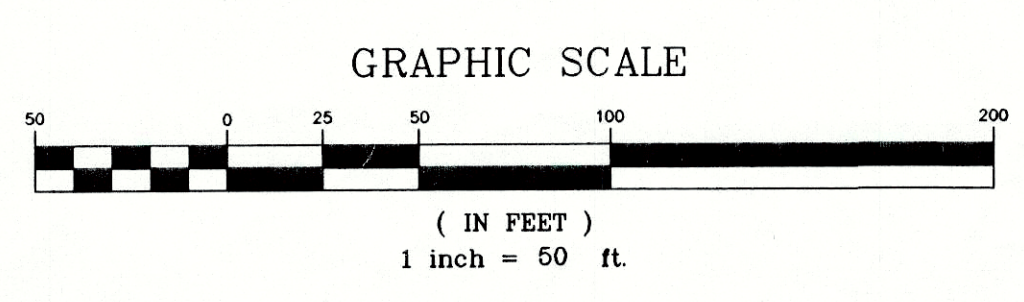 GRAPHIC SCALE
50 0 25 50 100 200
( IN FEET )
1 inch = 50 ft.